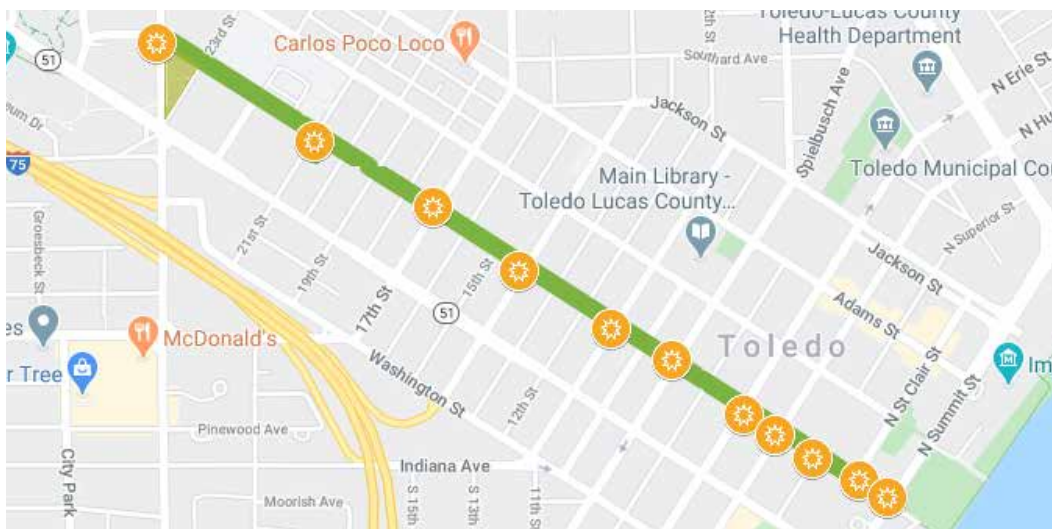 51
23rd St
Carlos Poco Loco
12th St
Southard Ave
Toledo-Lucas County
Health Department
N Erie St
Jackson St
Spielbusch Ave
Toledo Municipal
75
Main Library -
Toledo Lucas County...
N Superior St
Groesbeck St
21st St
19th St
17th St
15th St
51
Jackson St
Adams St
Toledo
McDonald's
Tree
Washington St
12th St
N St Clair St
N Summit St
Pinewood Ave
Indiana Ave
City Park
Moorish Ave
S 15th
S 13th
11th St